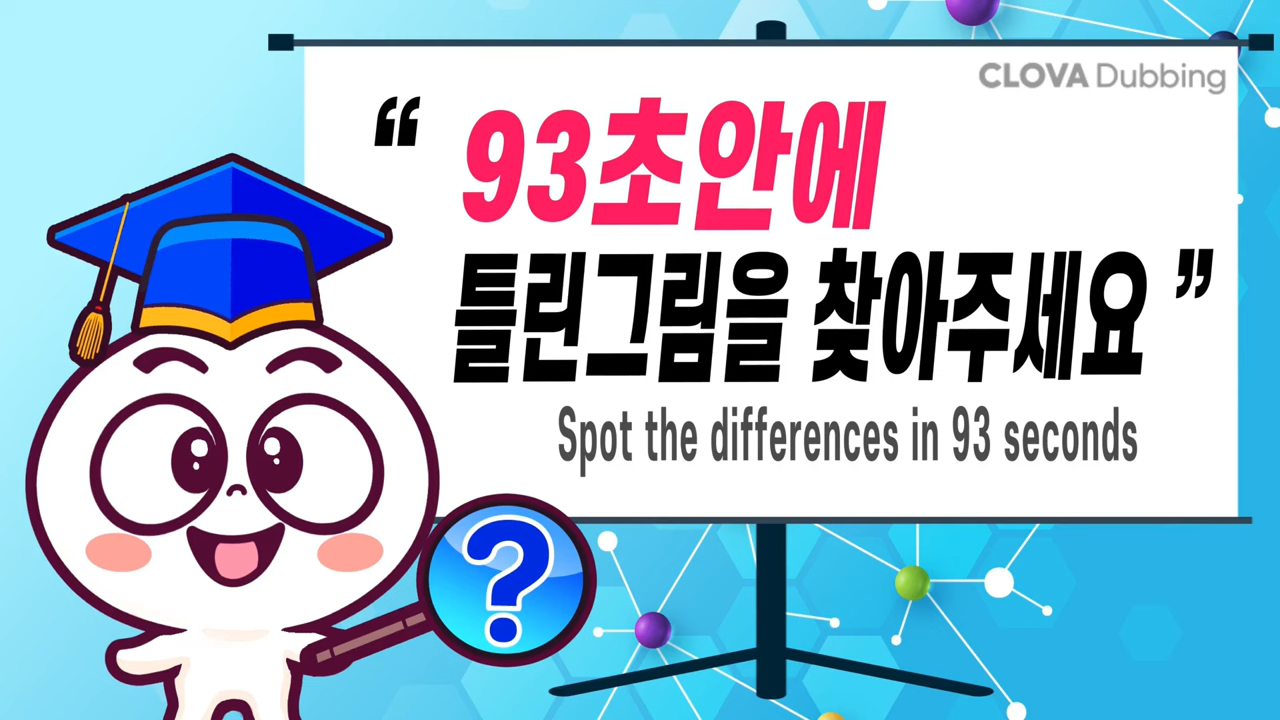 CLOVA Dubbing
“ 93초안에
틀린그림을 찾아주세요 ”
Spot the differences in 93 seconds
?